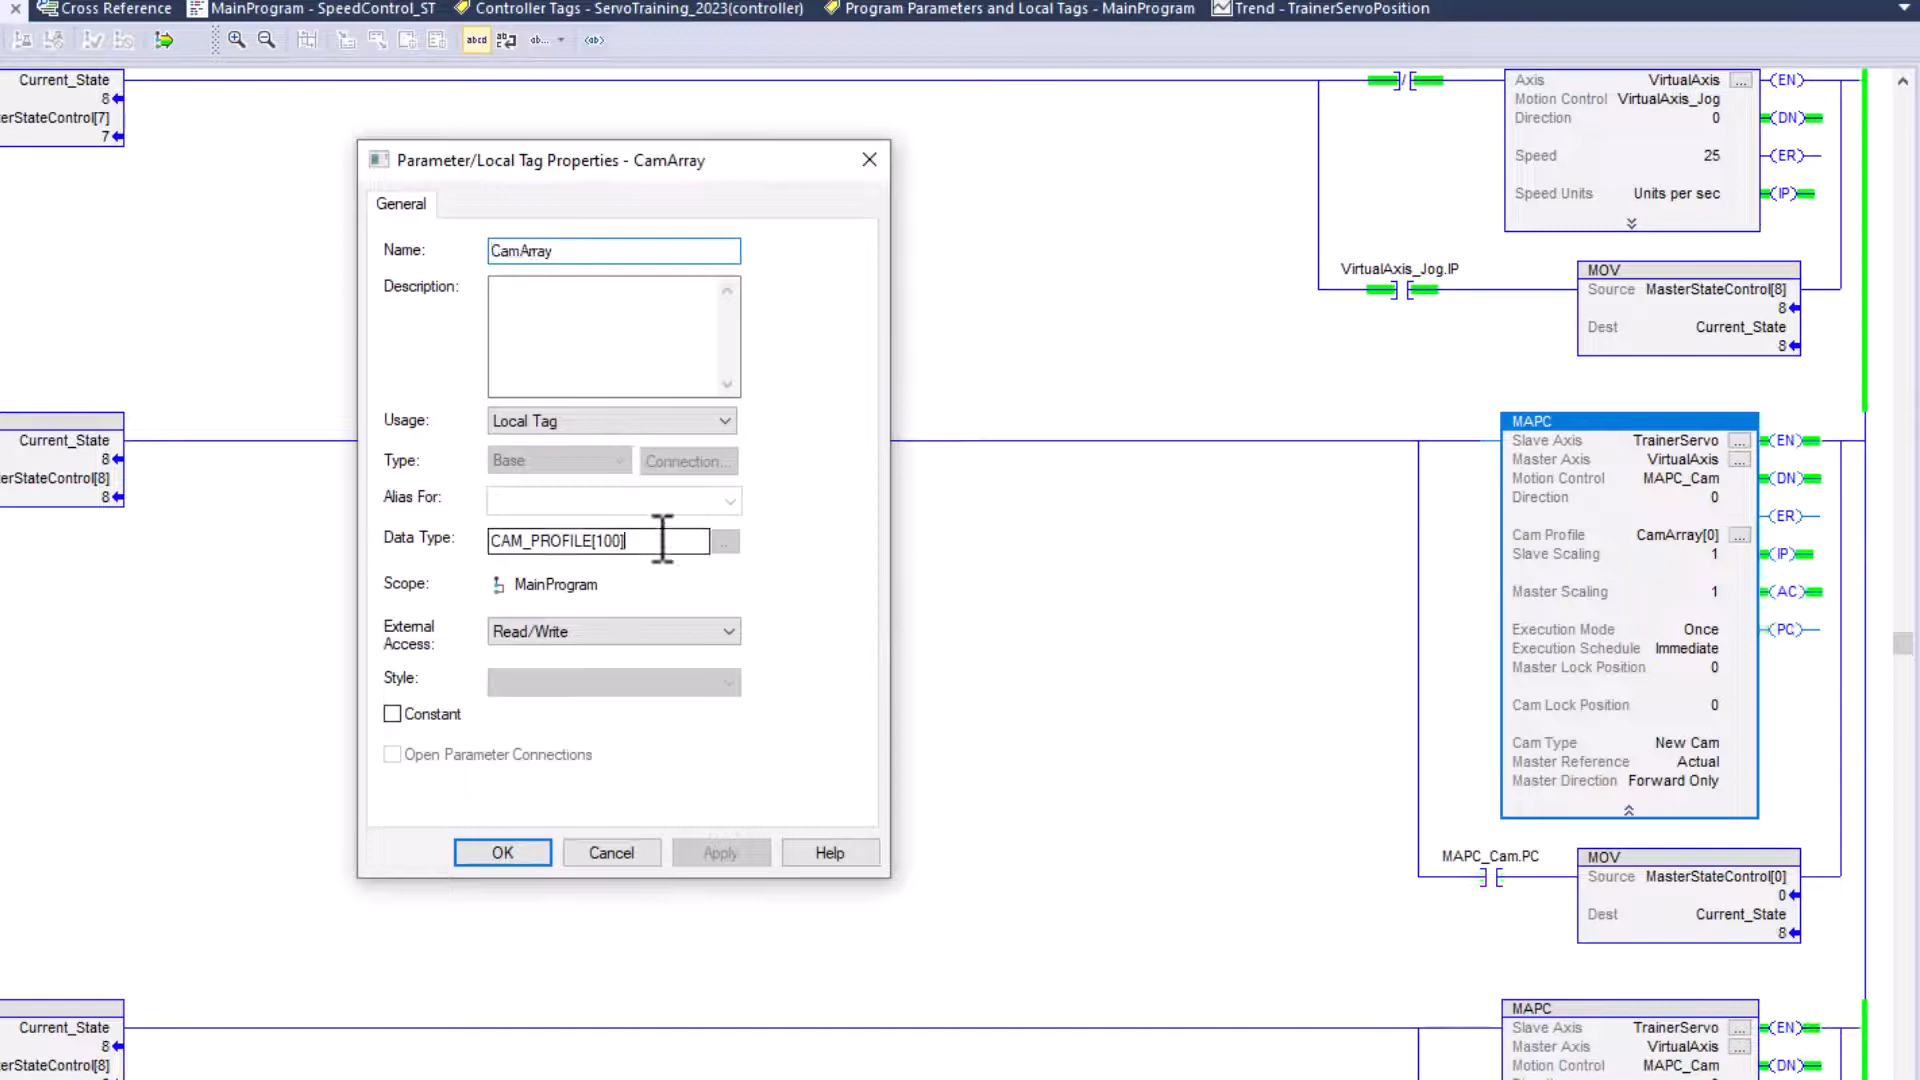 Cross Reference
MainProgram - SpeedControl_ST
Controller Tags - ServoTraining_2023(controller)
Program Parameters and Local Tags - MainProgram
Trend - TrainerServoPosition
abcd
ab...
<ab>
Current_State
8
erStateControl[7]
7
Axis VirtualAxis ...
Motion Control VirtualAxis_Jog
Direction 0
Speed 25
Speed Units Units per sec
EN
DN
ER
IP
VirtualAxis_Jog.IP
MOV
Source MasterStateControl[8]
8
Dest Current_State
8
Parameter/Local Tag Properties - CamArray
General
Name: CamArray
Description:
Usage: Local Tag
Type: Base Connection...
Alias For:
Data Type: CAM_PROFILE[100] ...
Scope: MainProgram
External Access: Read/Write
Style:
Constant
Open Parameter Connections
OK Cancel Apply Help
Current_State
8
erStateControl[8]
8
MAPC
Slave Axis TrainerServo ...
Master Axis VirtualAxis ...
Motion Control MAPC_Cam
Direction 0
Cam Profile CamArray[0] ...
Slave Scaling 1
Master Scaling 1
Execution Mode Once
Execution Schedule Immediate
Master Lock Position 0
Cam Lock Position 0
Cam Type New Cam
Master Reference Actual
Master Direction Forward Only
EN
DN
ER
IP
AC
PC
MAPC_Cam.PC
MOV
Source MasterStateControl[0]
0
Dest Current_State
8
Current_State
8
erStateControl[8]
MAPC
Slave Axis TrainerServo ...
Master Axis VirtualAxis ...
Motion Control MAPC_Cam
EN
DN